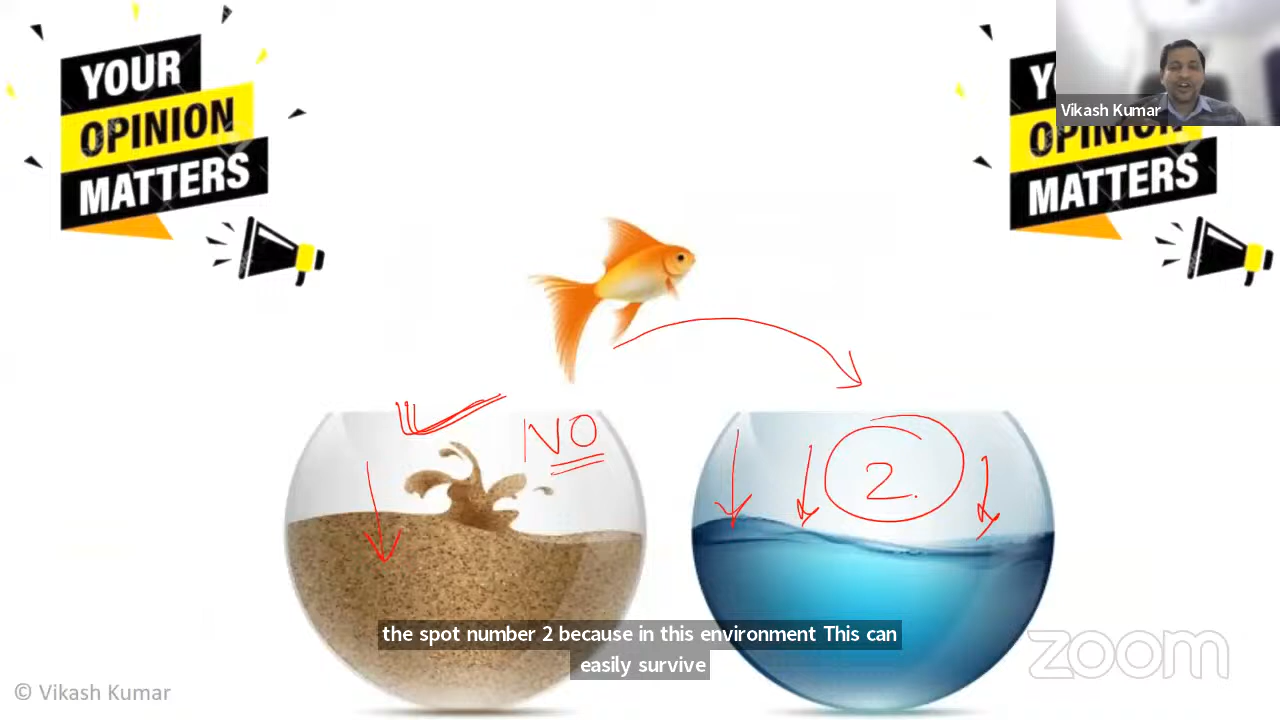 YOUR
OPINION
MATTERS
Y
OPINION
MATTERS
Vikash Kumar
NO
2.
the spot number 2 because in this environment This can
easily survive
zoom
© Vikash Kumar